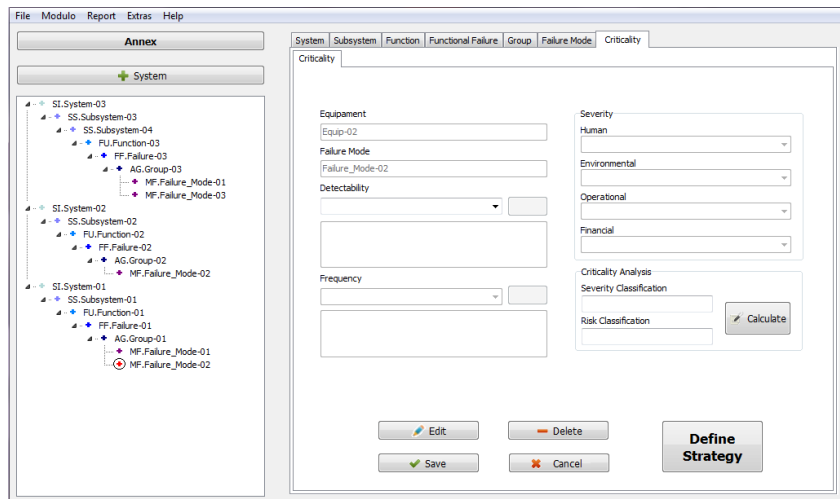 File Modulo Report Extras Help
Annex
System
SI.System-03
SS.Subsystem-03
SS.Subsystem-04
FU.Function-03
FF.Failure-03
AG.Group-03
MF.Failure_Mode-01
MF.Failure_Mode-03
SI.System-02
SS.Subsystem-02
FU.Function-02
FF.Failure-02
AG.Group-02
MF.Failure_Mode-02
SI.System-01
SS.Subsystem-01
FU.Function-01
FF.Failure-01
AG.Group-01
MF.Failure_Mode-01
MF.Failure_Mode-02
System Subsystem Function Functional Failure Group Failure Mode Criticality
Criticality
Equipament
Equip-02
Failure Mode
Failure_Mode-02
Detectability
Frequency
Severity
Human
Environmental
Operational
Financial
Criticality Analysis
Severity Classification
Risk Classification
Calculate
Edit
Delete
Save
Cancel
Define
Strategy